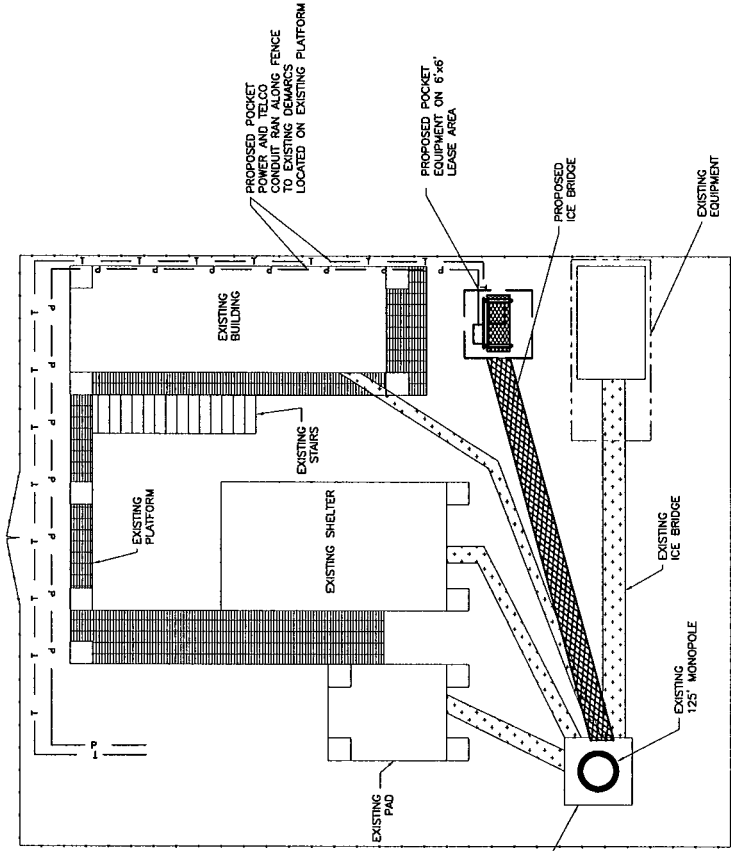 PROPOSED POCKET
POWER AND TELCO
CONDUIT RAN ALONG FENCE
TO EXISTING DEMARCS
LOCATED ON EXISTING PLATFORM
PROPOSED POCKET
EQUIPMENT ON 6'x6'
LEASE AREA
PROPOSED
ICE BRIDGE
EXISTING
EQUIPMENT
EXISTING
BUILDING
EXISTING
STAIRS
EXISTING
PLATFORM
EXISTING SHELTER
EXISTING
ICE BRIDGE
EXISTING
125' MONOPOLE
EXISTING
PAD
T T T T T T T
P P P P P P
T T T T T T
P P P P P P
P
T